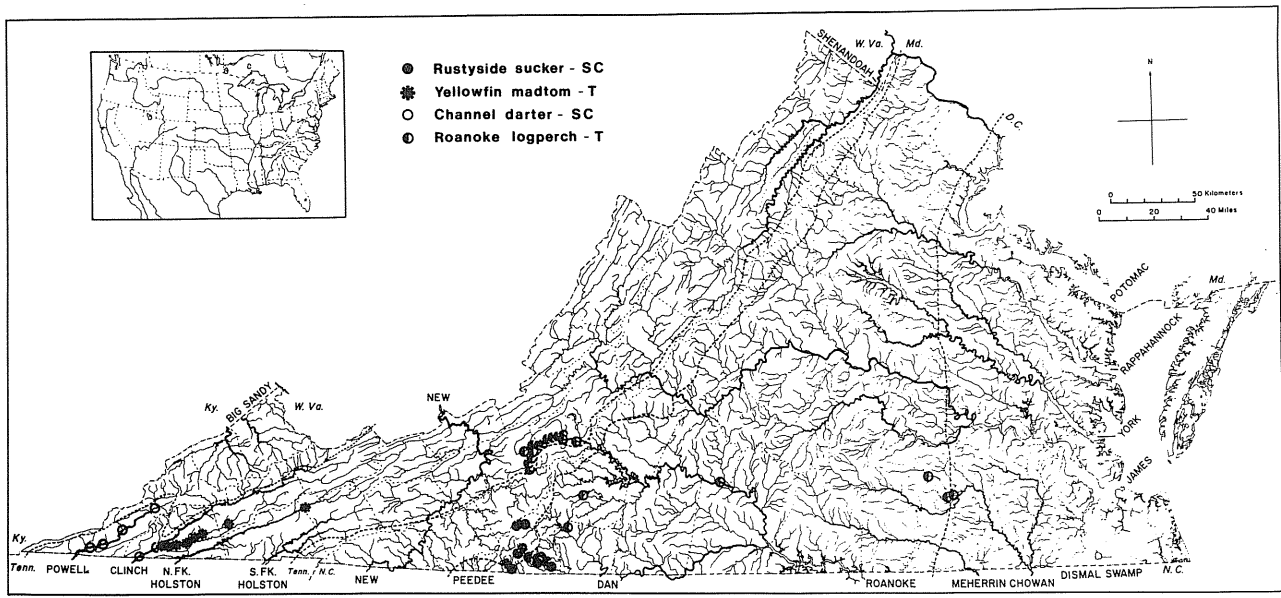 SHENANDOAH
W. Va.
Md.
Rustyside sucker - SC
Yellowfin madtom - T
Channel darter - SC
Roanoke logperch - T
N
D.C.
0 50 Kilometers
0 20 40 Miles
POTOMAC
Md.
RAPPAHANNOCK
YORK
JAMES
BIG SANDY
Ky.
W. Va.
NEW
Ky.
Tenn.
POWELL
CLINCH
N. FK.
HOLSTON
S. FK.
HOLSTON
Tenn.
N.C.
NEW
PEEDEE
DAN
ROANOKE
MEHERRIN
CHOWAN
DISMAL SWAMP
N.C.